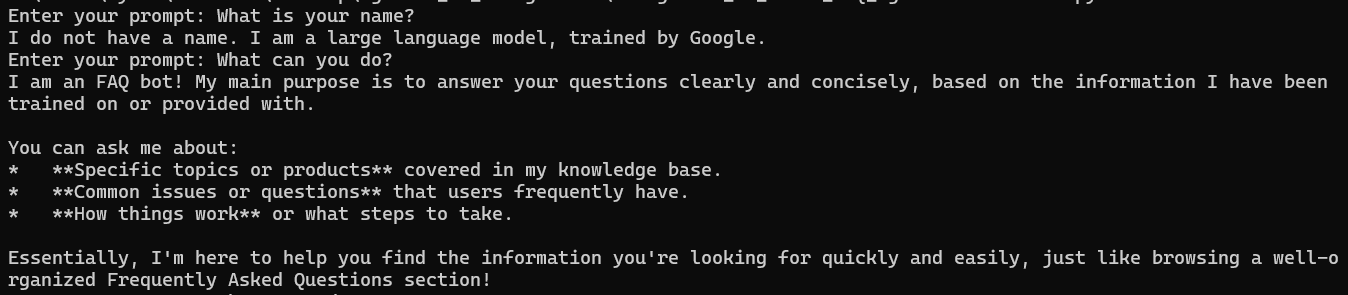 Enter your prompt: What is your name?
I do not have a name. I am a large language model, trained by Google.
Enter your prompt: What can you do?
I am an FAQ bot! My main purpose is to answer your questions clearly and concisely, based on the information I have been
trained on or provided with.
You can ask me about:
*   **Specific topics or products** covered in my knowledge base.
*   **Common issues or questions** that users frequently have.
*   **How things work** or what steps to take.
Essentially, I'm here to help you find the information you're looking for quickly and easily, just like browsing a well-o
rganized Frequently Asked Questions section!